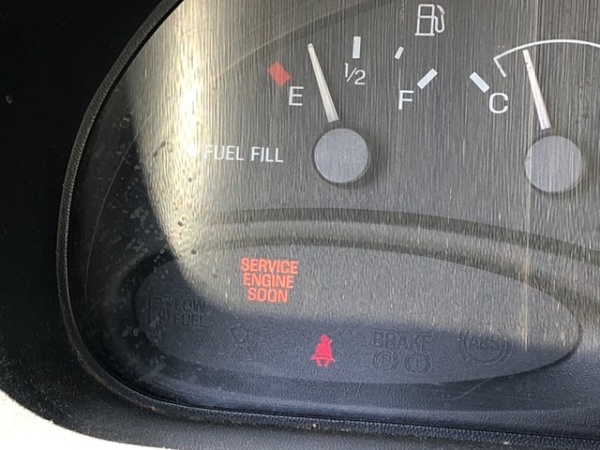 E 1/2 F C
FUEL FILL
SERVICE
ENGINE
SOON
LOW
FUEL
BRAKE
ABS